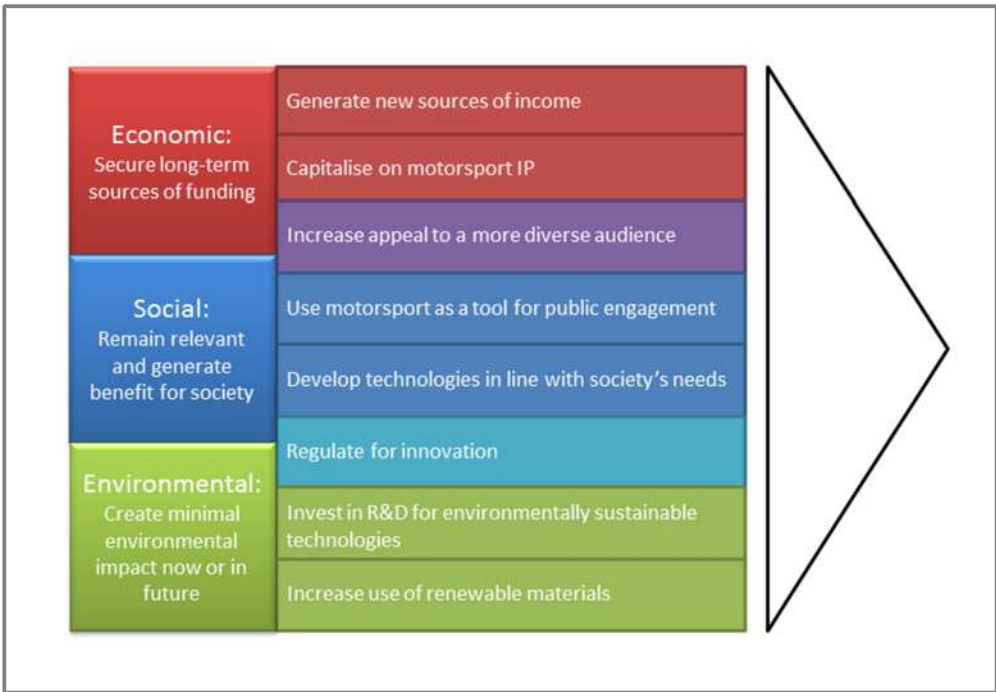 Economic:
Secure long-term
sources of funding
Generate new sources of income
Capitalise on motorsport IP
Increase appeal to a more diverse audience
Social:
Remain relevant
and generate
benefit for society
Use motorsport as a tool for public engagement
Develop technologies in line with society’s needs
Regulate for innovation
Environmental:
Create minimal
environmental
impact now or in
future
Invest in R&D for environmentally sustainable
technologies
Increase use of renewable materials